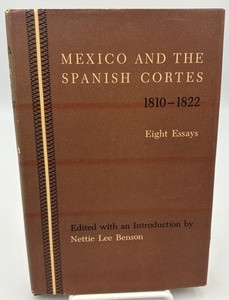 MEXICO AND THE
SPANISH CORTES
1810–1822
Eight Essays
Edited with an Introduction by
Nettie Lee Benson